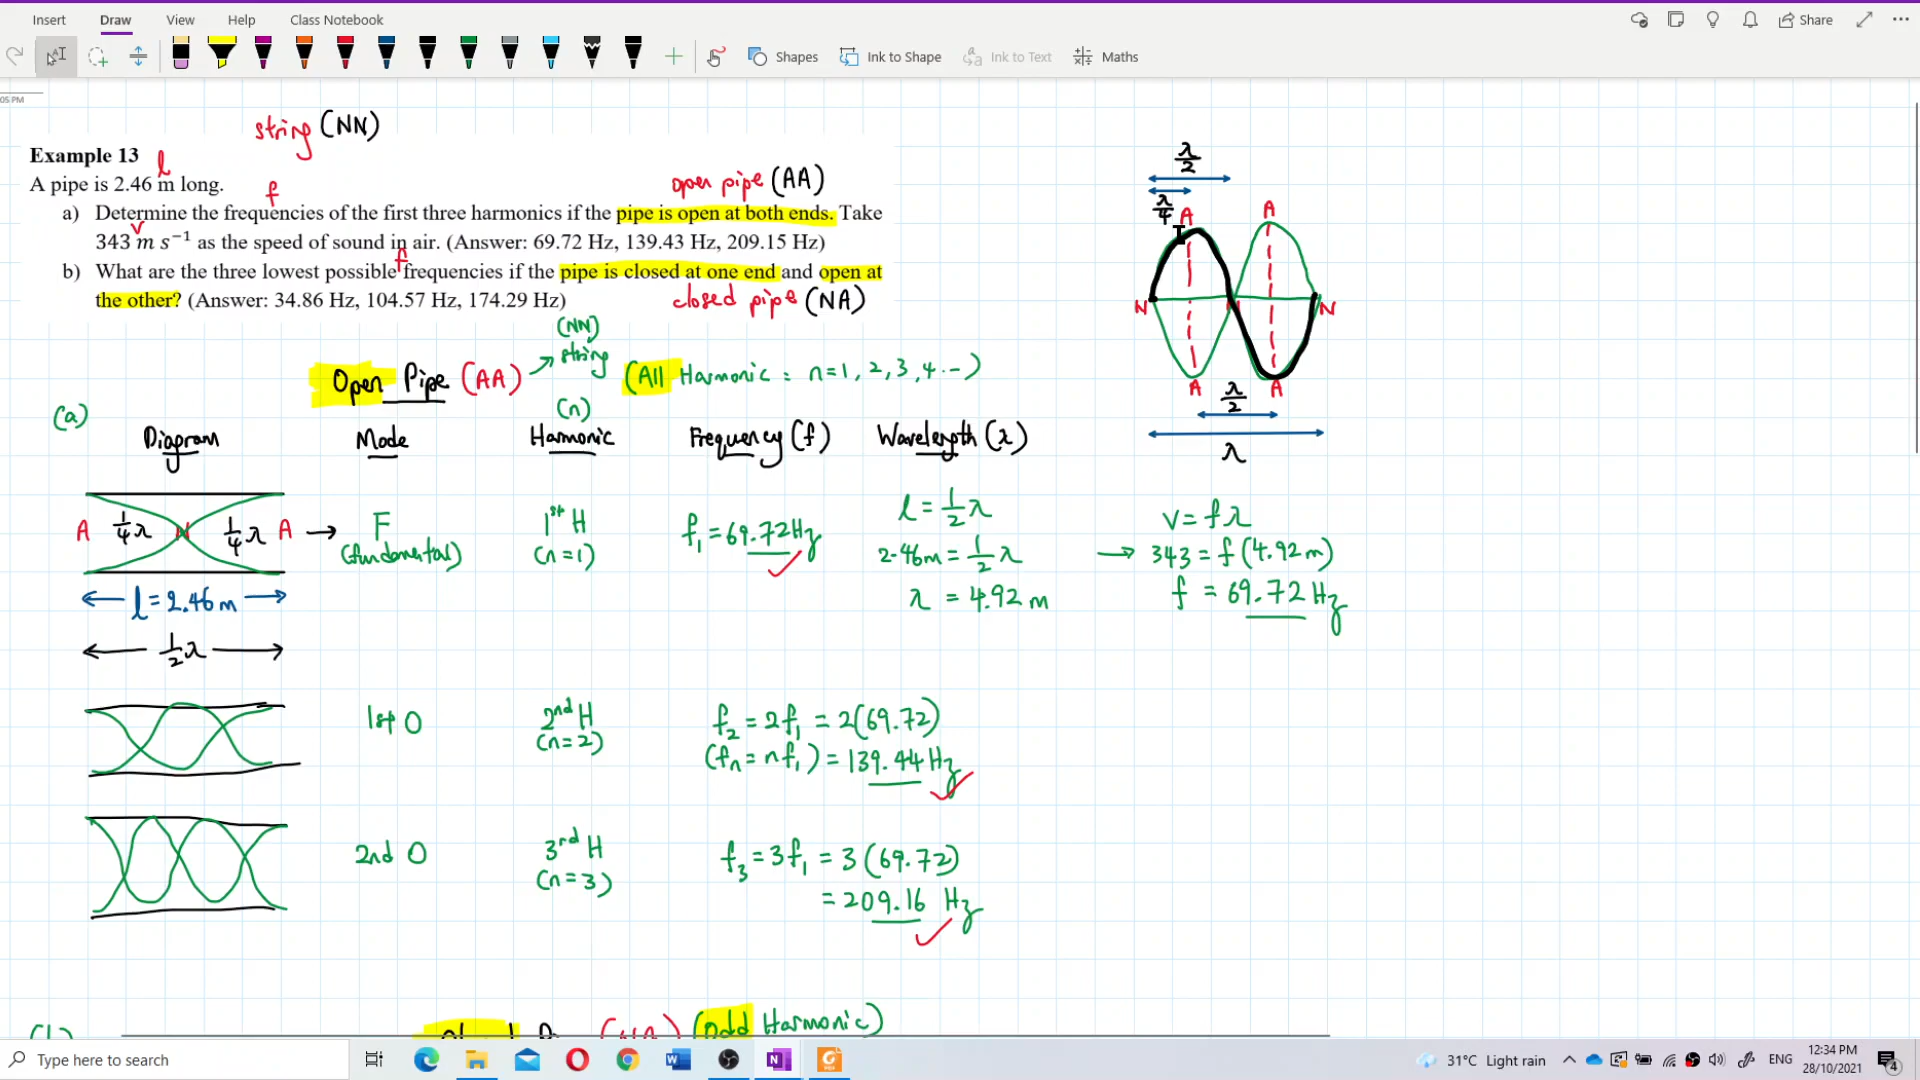 Insert Draw View Help Class Notebook
Share
Shapes Ink to Shape Ink to Text Maths
05 PM
string (NN)
Example 13
l
A pipe is 2.46 m long.
f
open pipe (AA)
a) Determine the frequencies of the first three harmonics if the pipe is open at both ends. Take
v
343 m s⁻¹ as the speed of sound in air. (Answer: 69.72 Hz, 139.43 Hz, 209.15 Hz)
f
b) What are the three lowest possible frequencies if the pipe is closed at one end and open at
the other? (Answer: 34.86 Hz, 104.57 Hz, 174.29 Hz)
closed pipe (NA)
λ/2
λ/4
A A
N N N
A A
λ/2
λ
(NN)
string
Open Pipe (AA) → (All Harmonic : n=1, 2, 3, 4 ...)
(a)
(n)
Diagram Mode Harmonic Frequency (f) Wavelength (λ)
A ¼λ N ¼λ A → F 1st H f₁ = 69.72 Hz l = ½λ v = fλ
(fundamental) (n=1) 2.46m = ½λ → 343 = f(4.92 m)
← l = 2.46 m → λ = 4.92 m f = 69.72 Hz
← ½λ →
1st O 2nd H f₂ = 2f₁ = 2(69.72)
(n=2) (fn = nf₁) = 139.44 Hz
2nd O 3rd H f₃ = 3f₁ = 3(69.72)
(n=3) = 209.16 Hz
(Odd Harmonic)
Type here to search
31°C Light rain
ENG
12:34 PM
28/10/2021
4